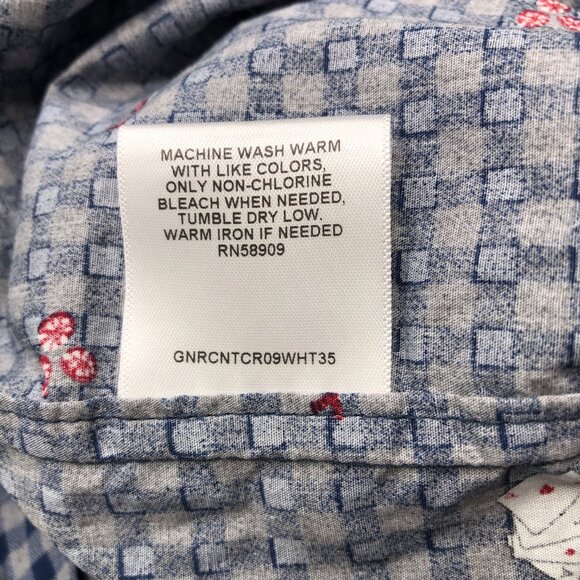 MACHINE WASH WARM
WITH LIKE COLORS,
ONLY NON-CHLORINE
BLEACH WHEN NEEDED,
TUMBLE DRY LOW.
WARM IRON IF NEEDED
RN58909
GNRCNTCR09WHT35